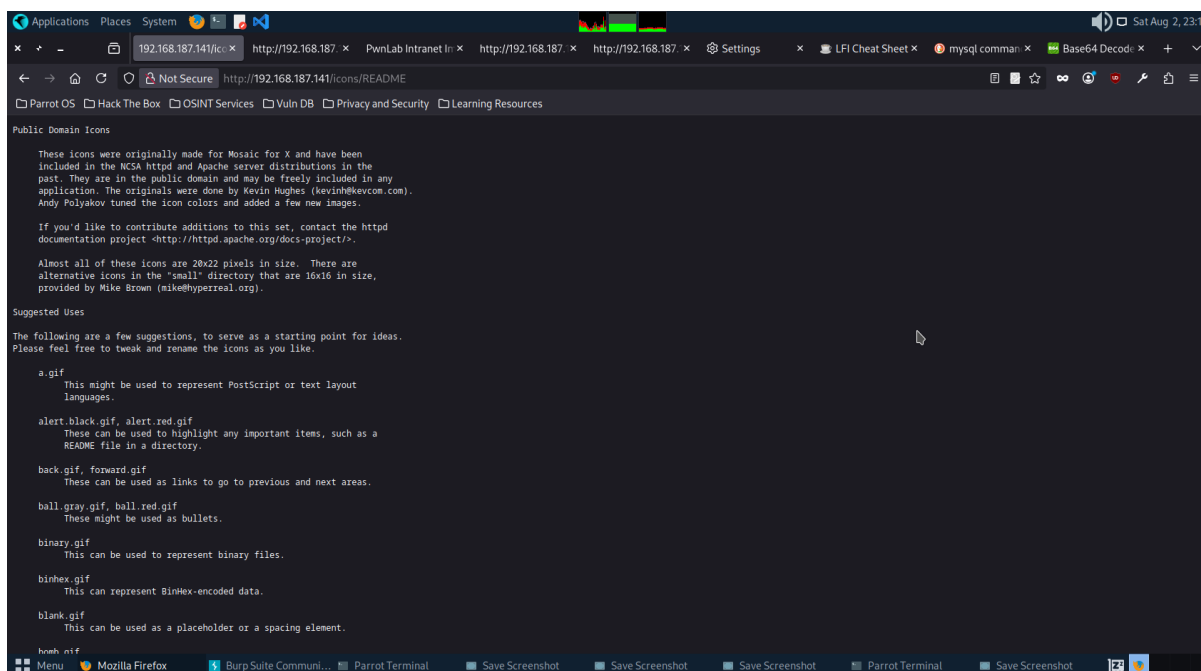 Applications Places System
Sat Aug 2, 23:1
192.168.187.141/ico
http://192.168.187.
PwnLab Intranet In
http://192.168.187.
http://192.168.187.
Settings
LFI Cheat Sheet
mysql comman
Base64 Decode
Not Secure http://192.168.187.141/icons/README
Parrot OS Hack The Box OSINT Services Vuln DB Privacy and Security Learning Resources
Public Domain Icons
These icons were originally made for Mosaic for X and have been
included in the NCSA httpd and Apache server distributions in the
past. They are in the public domain and may be freely included in any
application. The originals were done by Kevin Hughes (kevinh@kevcom.com).
Andy Polyakov tuned the icon colors and added a few new images.
If you'd like to contribute additions to this set, contact the httpd
documentation project <http://httpd.apache.org/docs-project/>.
Almost all of these icons are 20x22 pixels in size. There are
alternative icons in the "small" directory that are 16x16 in size,
provided by Mike Brown (mike@hyperreal.org).
Suggested Uses
The following are a few suggestions, to serve as a starting point for ideas.
Please feel free to tweak and rename the icons as you like.
a.gif
This might be used to represent PostScript or text layout
languages.
alert.black.gif, alert.red.gif
These can be used to highlight any important items, such as a
README file in a directory.
back.gif, forward.gif
These can be used as links to go to previous and next areas.
ball.gray.gif, ball.red.gif
These might be used as bullets.
binary.gif
This can be used to represent binary files.
binhex.gif
This can represent BinHex-encoded data.
blank.gif
This can be used as a placeholder or a spacing element.
bomb.gif
Menu Mozilla Firefox Burp Suite Communi... Parrot Terminal Save Screenshot Save Screenshot Save Screenshot Parrot Terminal Save Screenshot